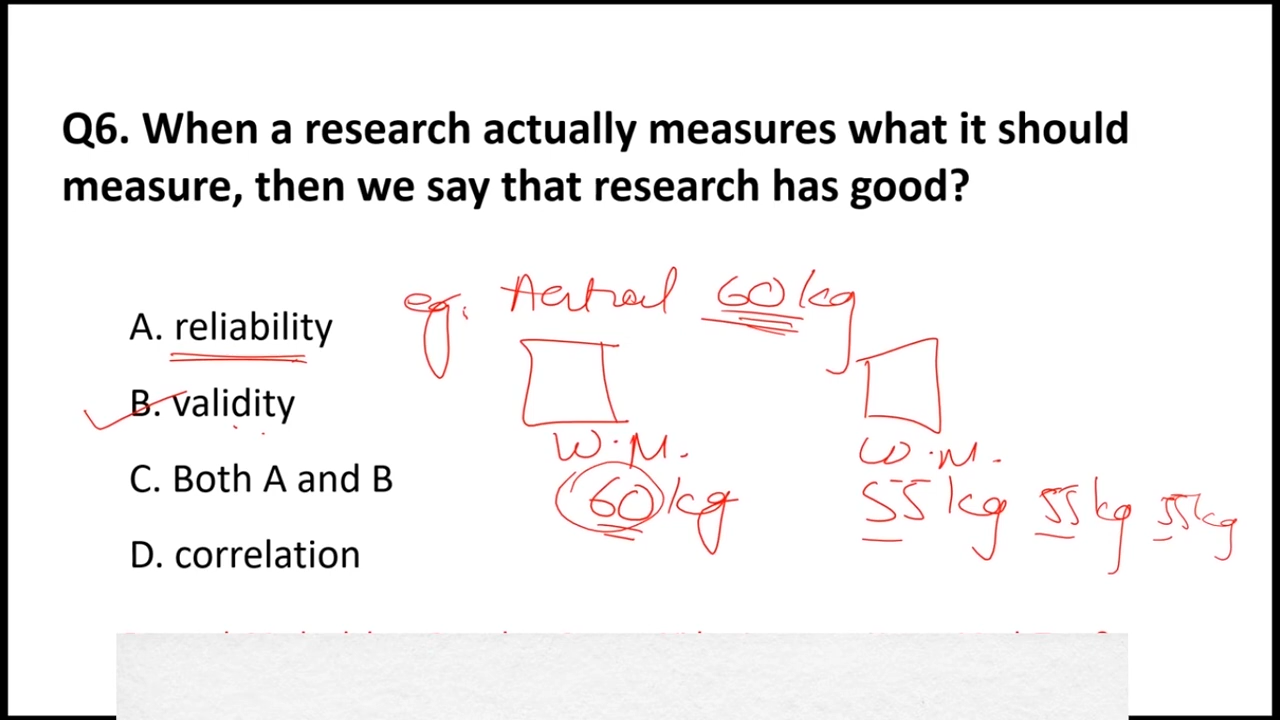 Q6. When a research actually measures what it should
measure, then we say that research has good?
eg. Actual 60kg
A. reliability
B. validity
W.M.
W.M.
C. Both A and B
60kg
55kg 55kg 55kg
D. correlation